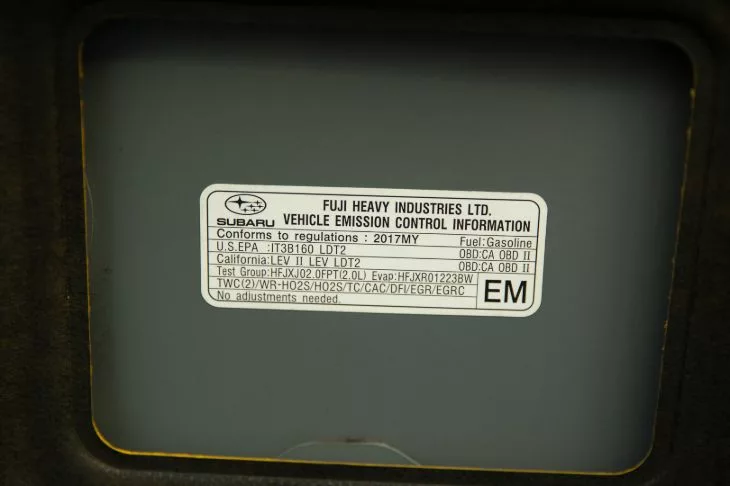 SUBARU
FUJI HEAVY INDUSTRIES LTD.
VEHICLE EMISSION CONTROL INFORMATION
Conforms to regulations : 2017MY Fuel:Gasoline
U.S.EPA :IT3B160 LDT2 OBD:CA OBD II
California:LEV II LEV LDT2 OBD:CA OBD II
Test Group:HFJXJ02.0FPT(2.0L) Evap:HFJXR01223BW
TWC(2)/WR-HO2S/HO2S/TC/CAC/DFI/EGR/EGRC
No adjustments needed.
EM